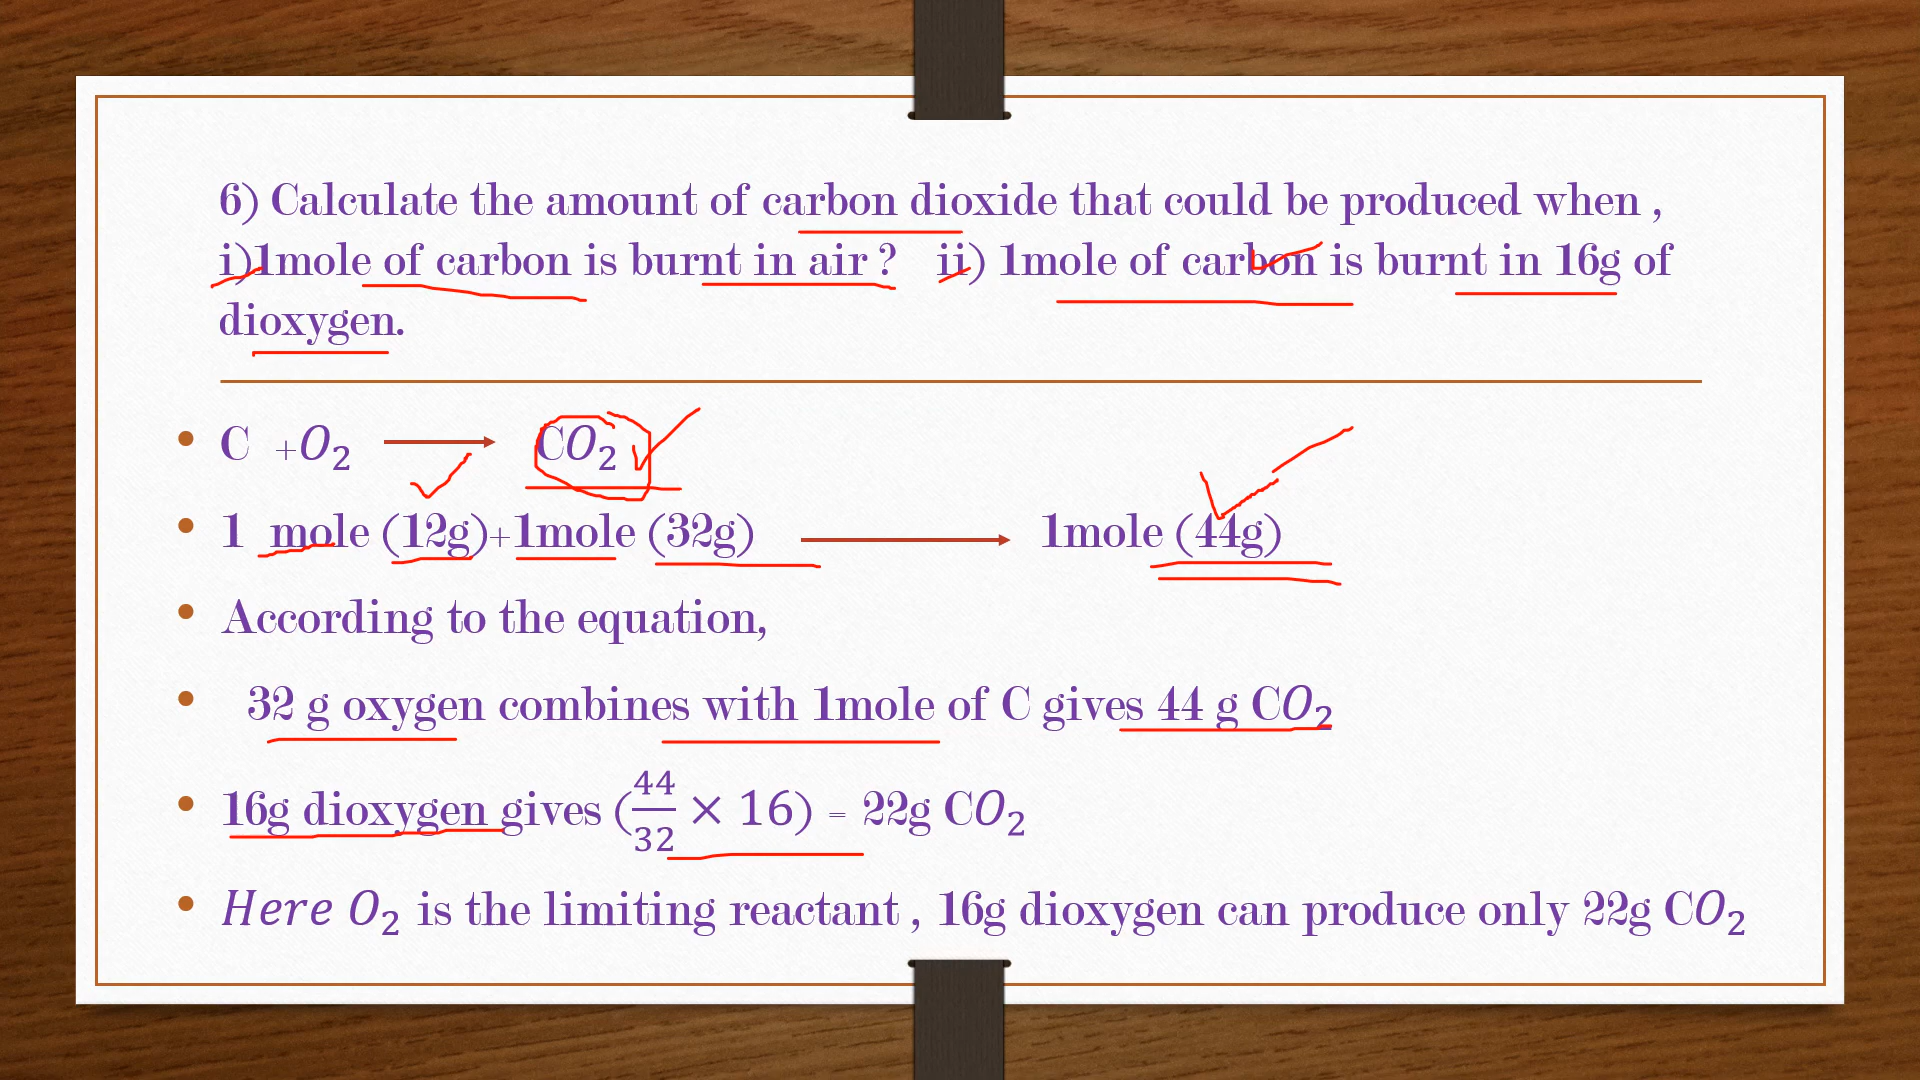 6) Calculate the amount of carbon dioxide that could be produced when ,
i)1mole of carbon is burnt in air ? ii) 1mole of carbon is burnt in 16g of
dioxygen.
C +O₂ ⟶ CO₂
1 mole (12g)+1mole (32g) ⟶ 1mole (44g)
According to the equation,
32 g oxygen combines with 1mole of C gives 44 g CO₂
16g dioxygen gives (44/32 × 16) = 22g CO₂
Here O₂ is the limiting reactant , 16g dioxygen can produce only 22g CO₂